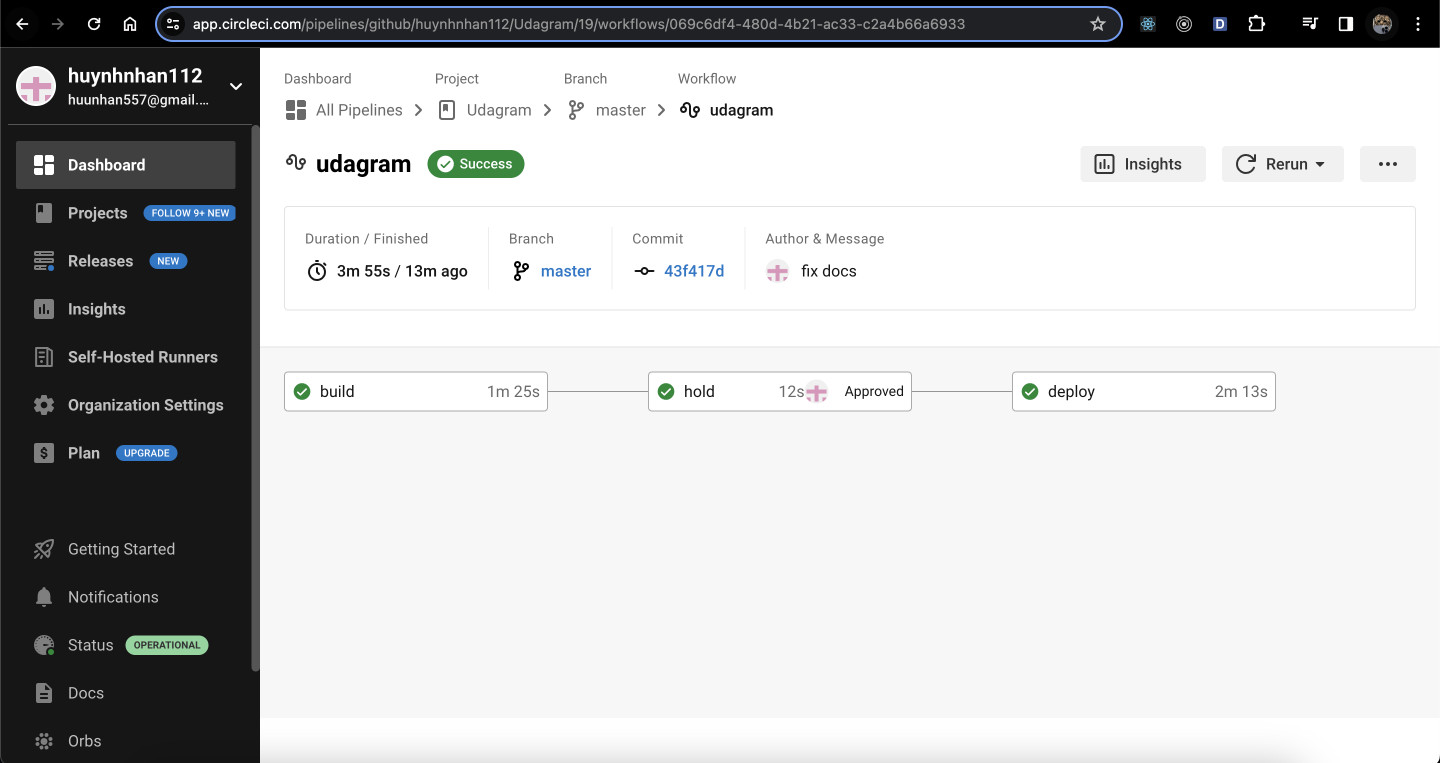 app.circleci.com/pipelines/github/huynhnhan112/Udagram/19/workflows/069c6df4-480d-4b21-ac33-c2a4b66a6933
D
huynhnhan112
huunhan557@gmail....
Dashboard
Projects FOLLOW 9+ NEW
Releases NEW
Insights
Self-Hosted Runners
Organization Settings
Plan UPGRADE
Getting Started
Notifications
Status OPERATIONAL
Docs
Orbs
Dashboard Project Branch Workflow
All Pipelines Udagram master udagram
udagram Success Insights Rerun
Duration / Finished Branch Commit Author & Message
3m 55s / 13m ago master 43f417d fix docs
build 1m 25s hold 12s Approved deploy 2m 13s